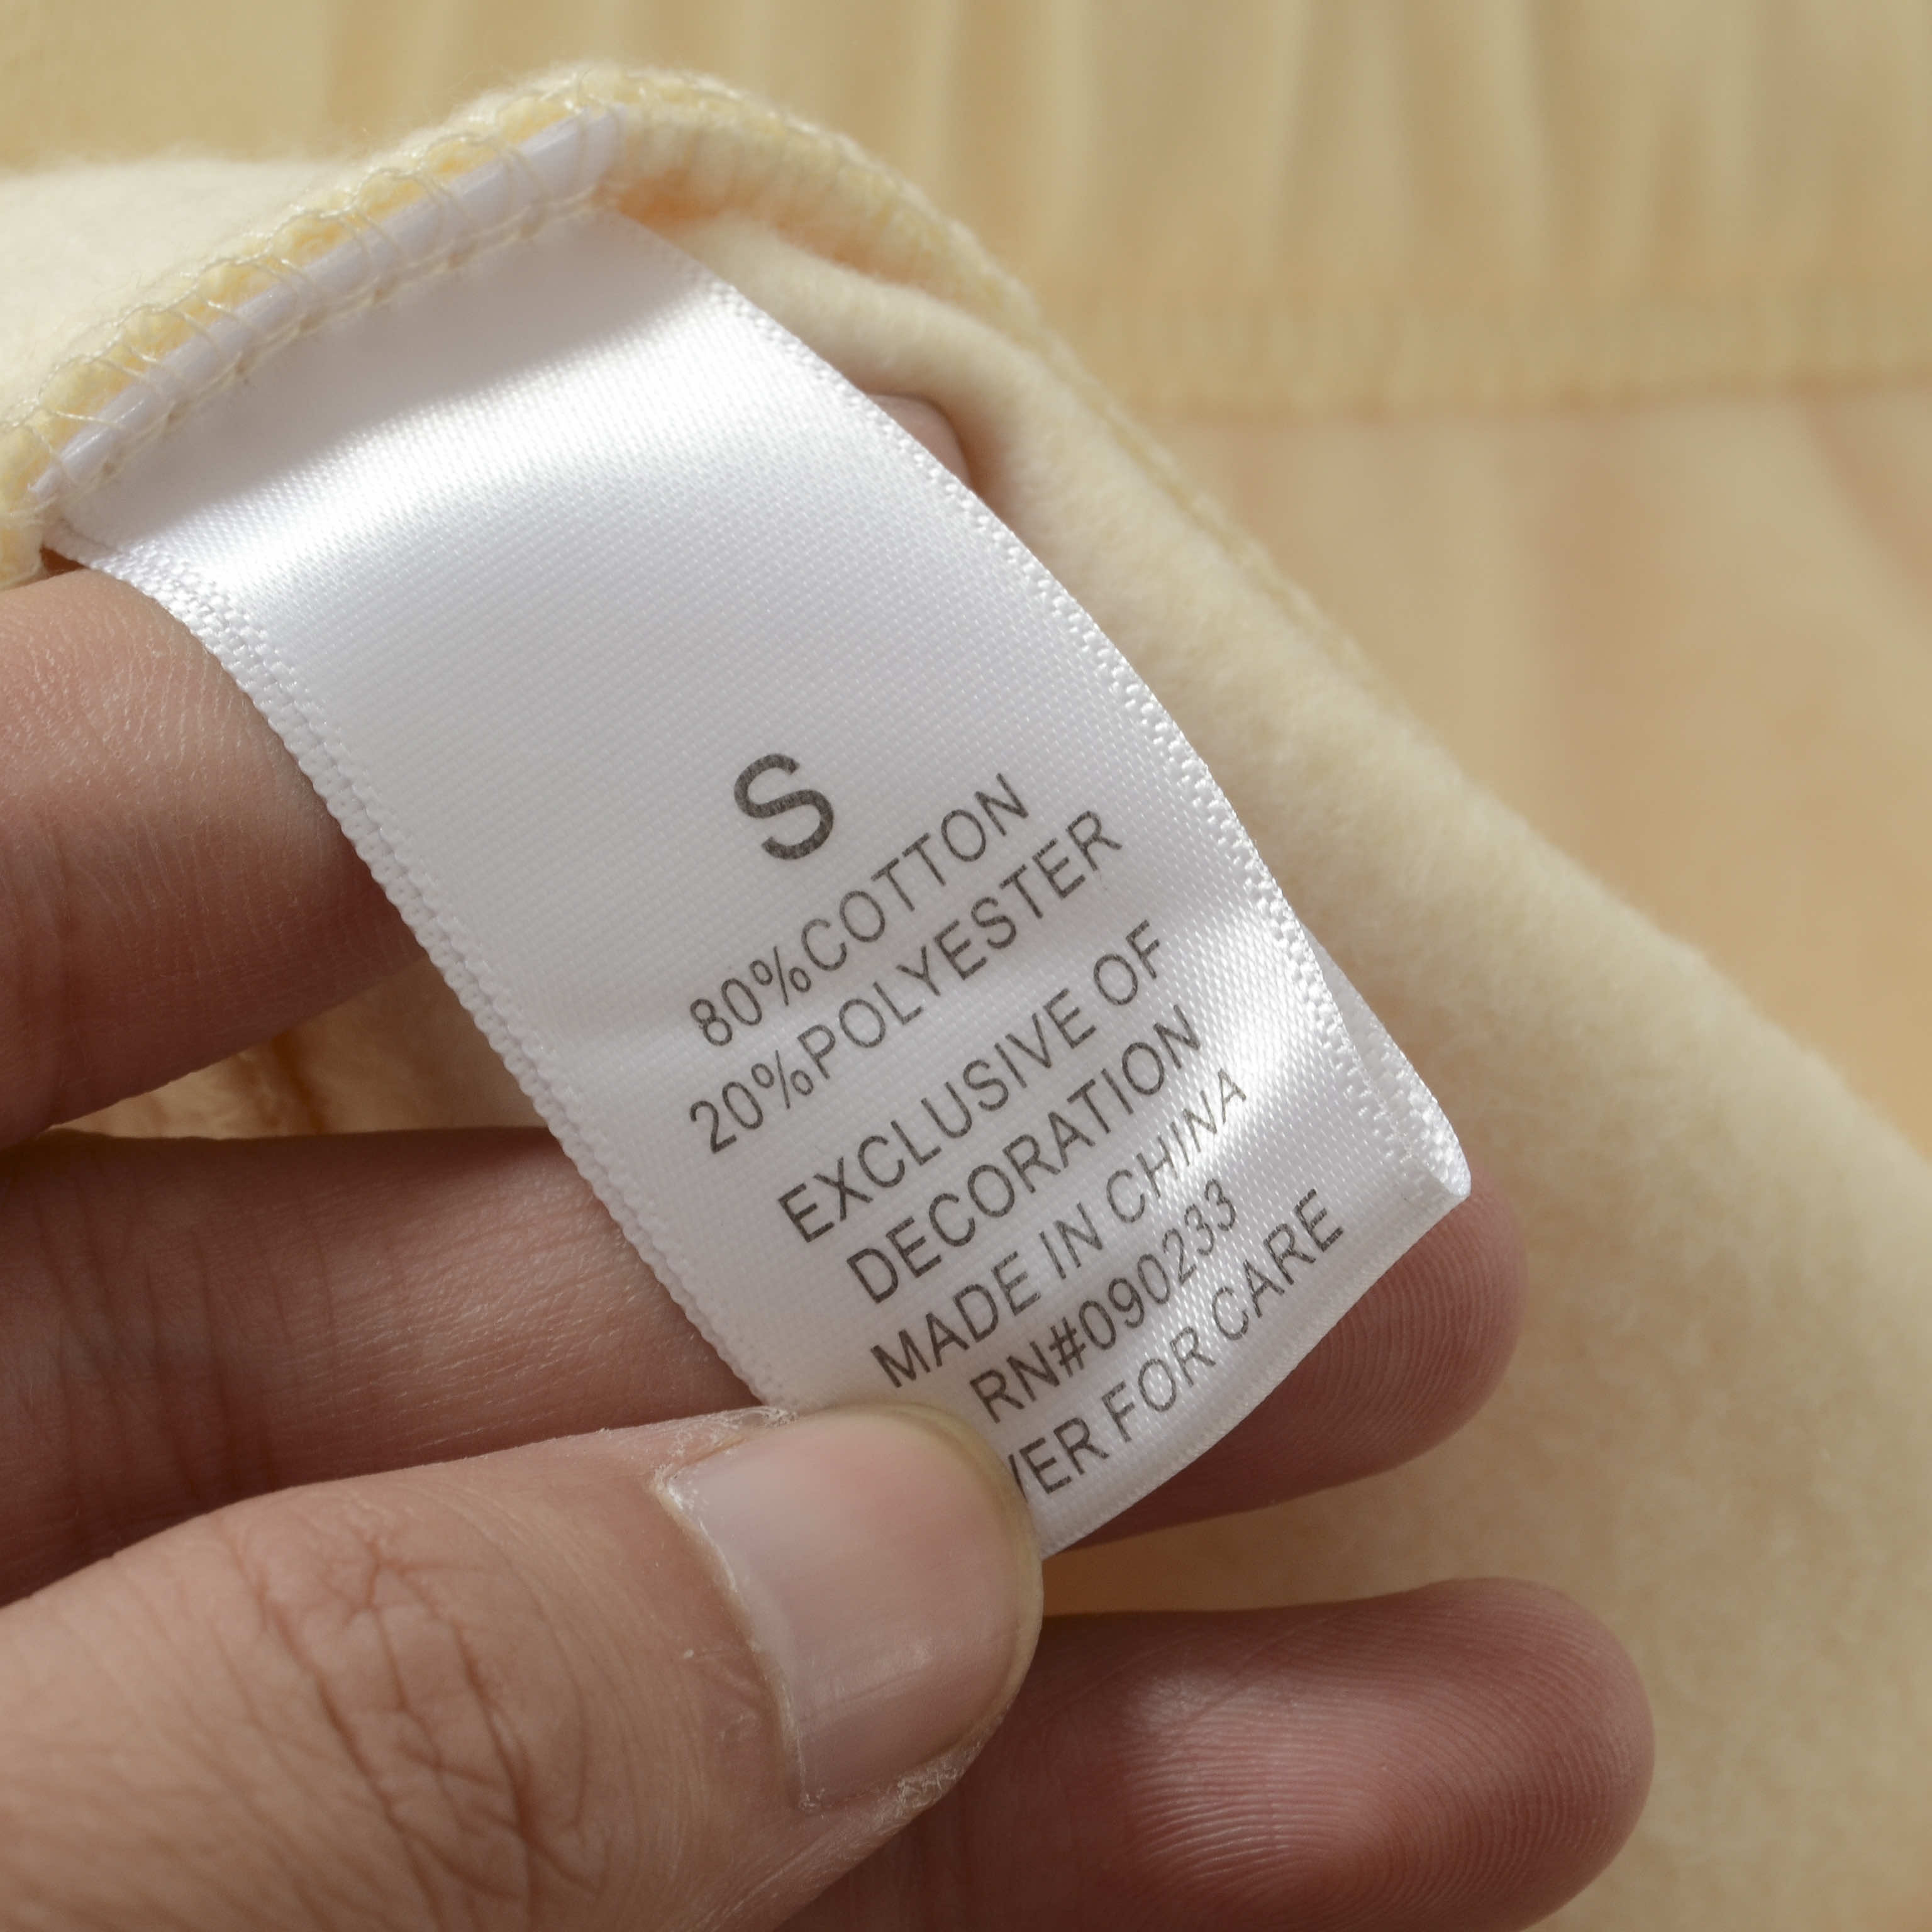 S
80%COTTON
20%POLYESTER
EXCLUSIVE OF
DECORATION
MADE IN CHINA
RN#090233
FOR CARE